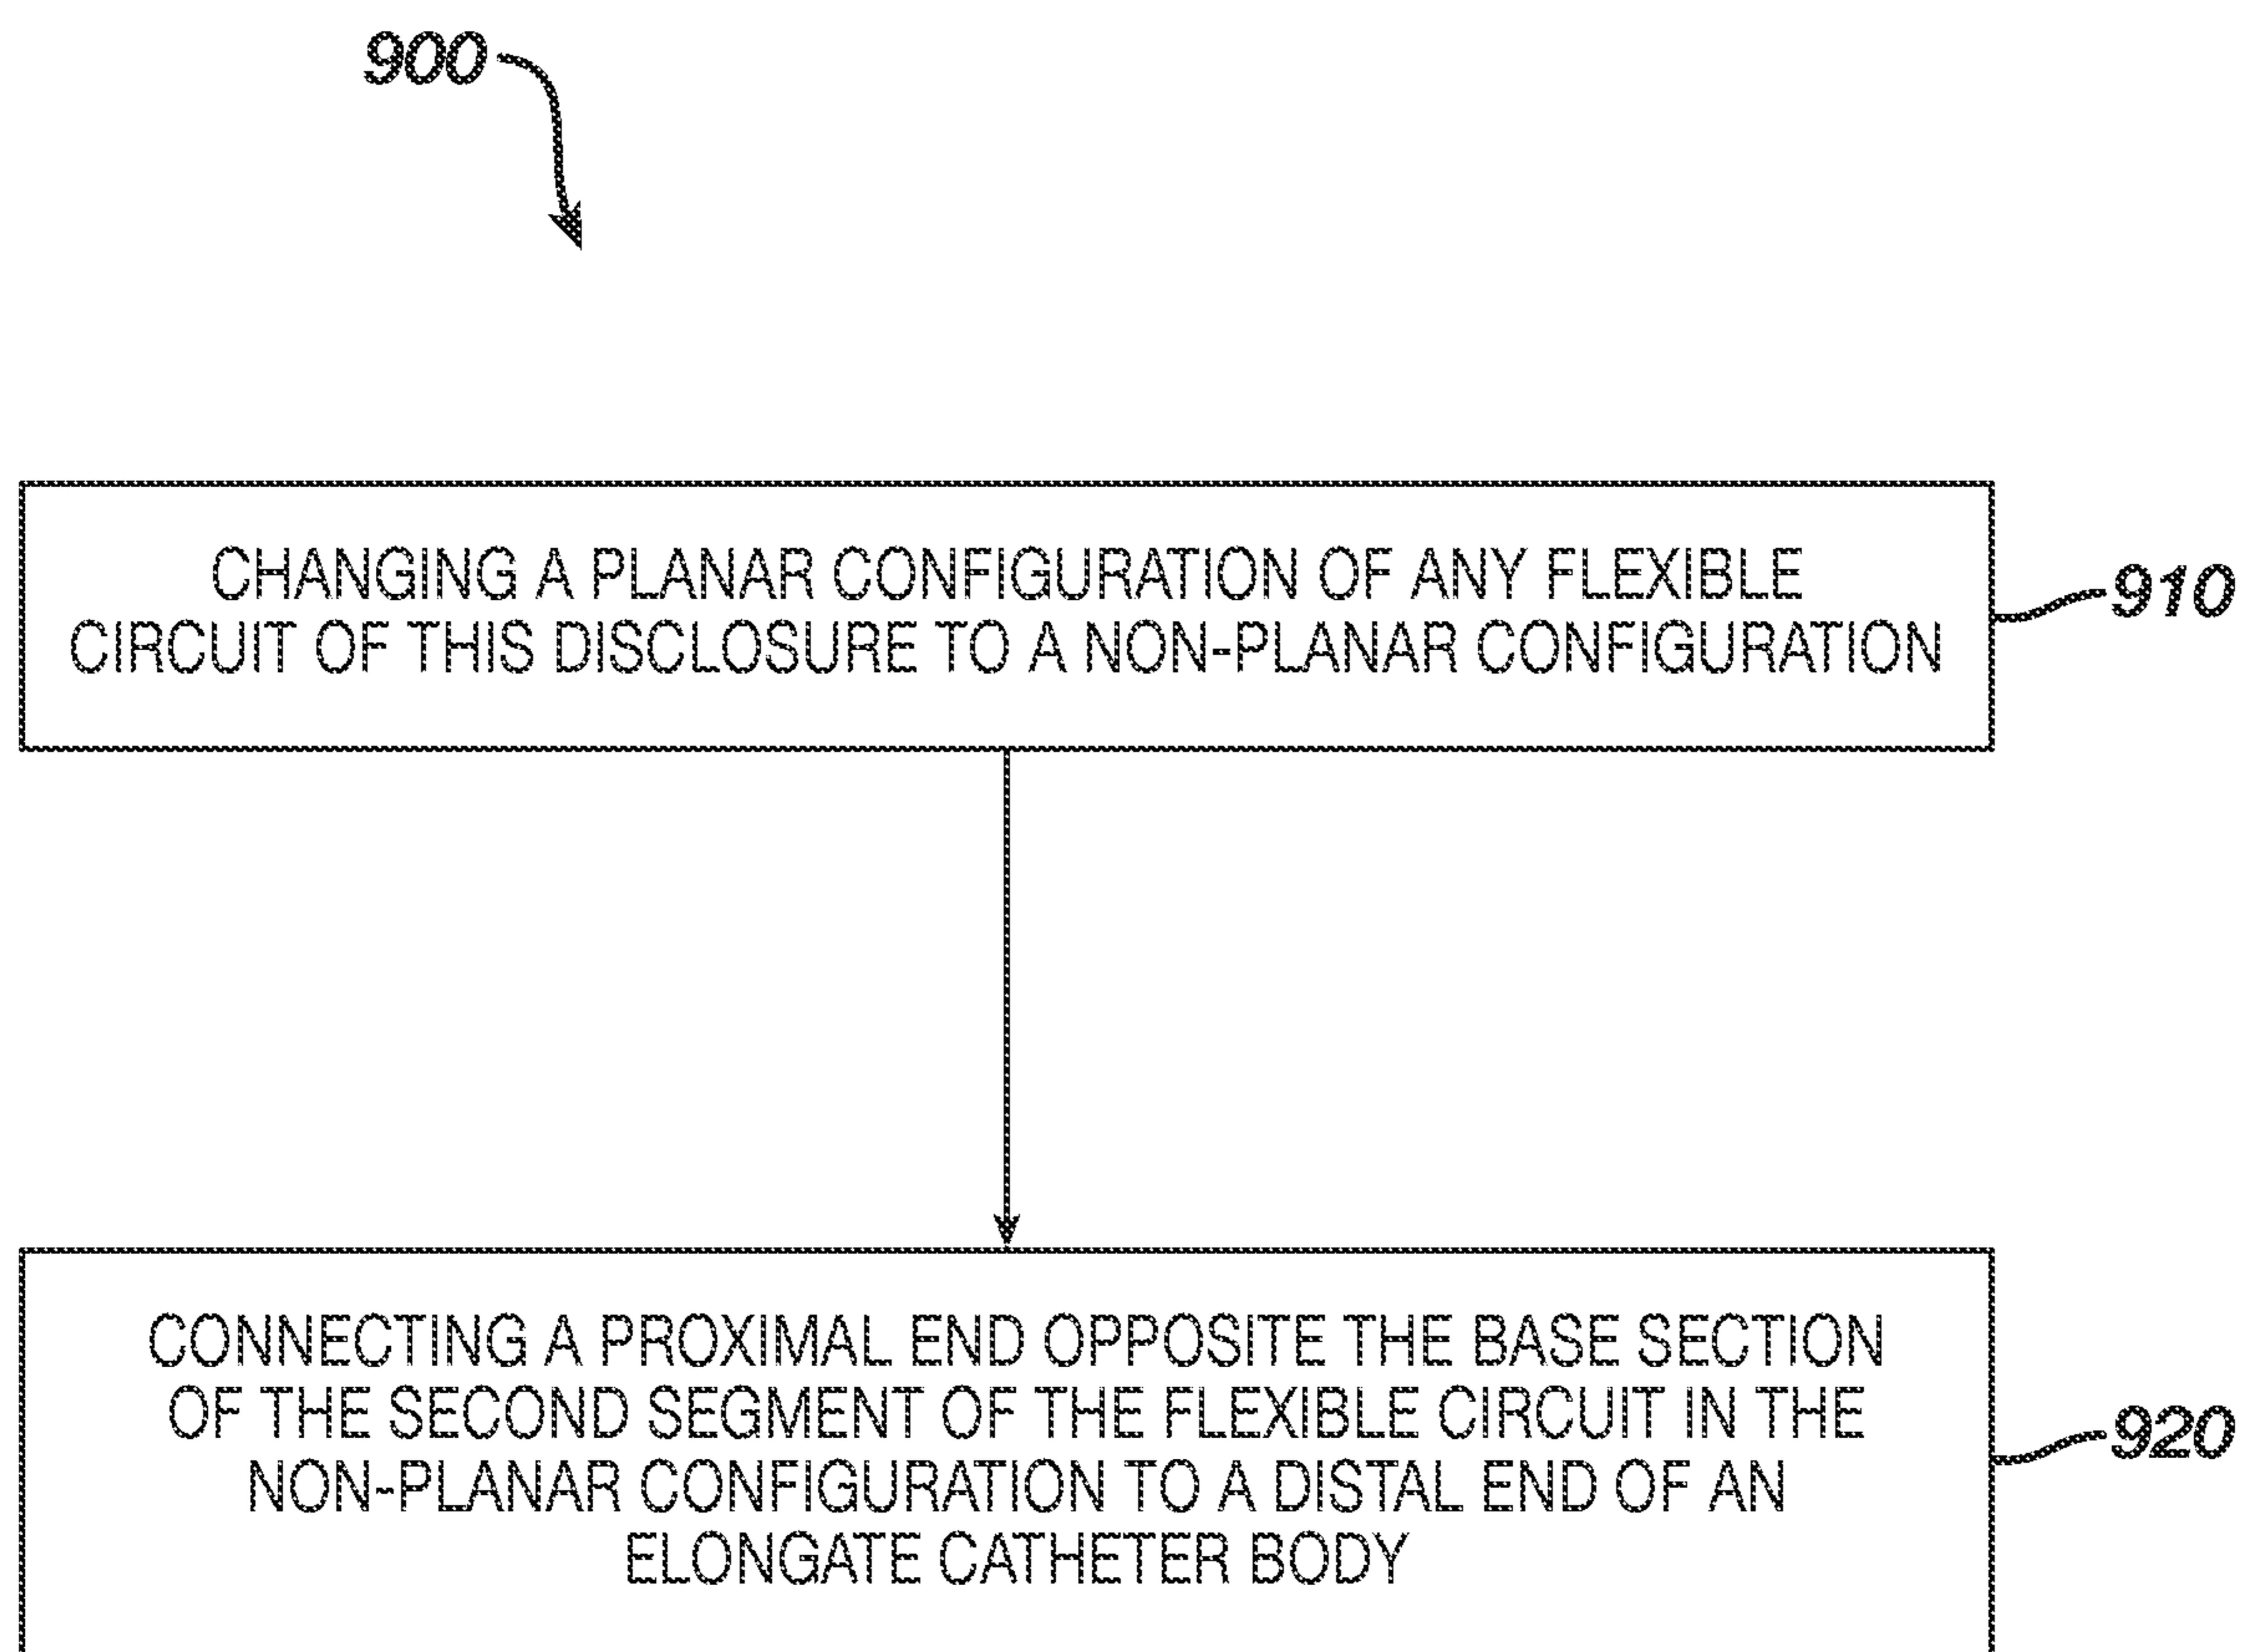 900
CHANGING A PLANAR CONFIGURATION OF ANY FLEXIBLE
CIRCUIT OF THIS DISCLOSURE TO A NON-PLANAR CONFIGURATION
910
CONNECTING A PROXIMAL END OPPOSITE THE BASE SECTION
OF THE SECOND SEGMENT OF THE FLEXIBLE CIRCUIT IN THE
NON-PLANAR CONFIGURATION TO A DISTAL END OF AN
ELONGATE CATHETER BODY
920